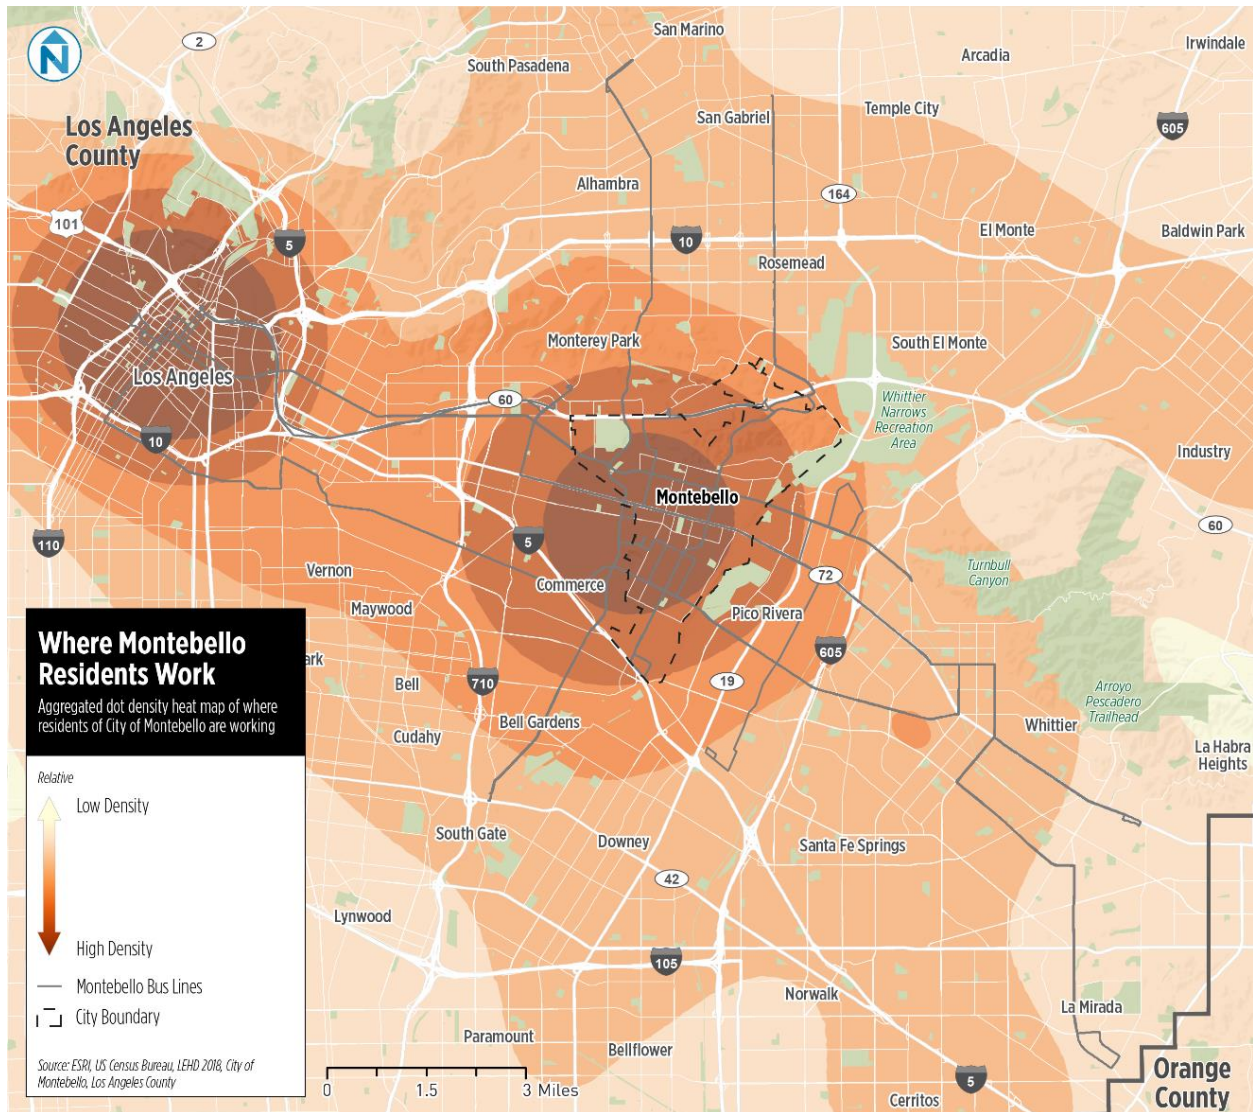 N
2
San Marino
Arcadia
Irwindale
South Pasadena
Los Angeles
County
San Gabriel
Temple City
605
Alhambra
164
101
5
10
El Monte
Baldwin Park
Rosemead
Monterey Park
South El Monte
Los Angeles
60
Whittier
Narrows
Recreation
Area
10
Industry
Montebello
60
110
5
Vernon
Commerce
72
Turnbull
Canyon
Maywood
Pico Rivera
605
Where Montebello
Residents Work
Aggregated dot density heat map of where
residents of City of Montebello are working
ark
Bell
710
19
Arroyo
Pescadero
Trailhead
Bell Gardens
Whittier
Cudahy
La Habra
Heights
Relative
Low Density
High Density
Montebello Bus Lines
City Boundary
Source: ESRI, US Census Bureau, LEHD 2018, City of
Montebello, Los Angeles County
South Gate
Downey
Santa Fe Springs
42
Lynwood
105
Norwalk
La Mirada
Paramount
Bellflower
0 1.5 3 Miles
5
Cerritos
Orange
County